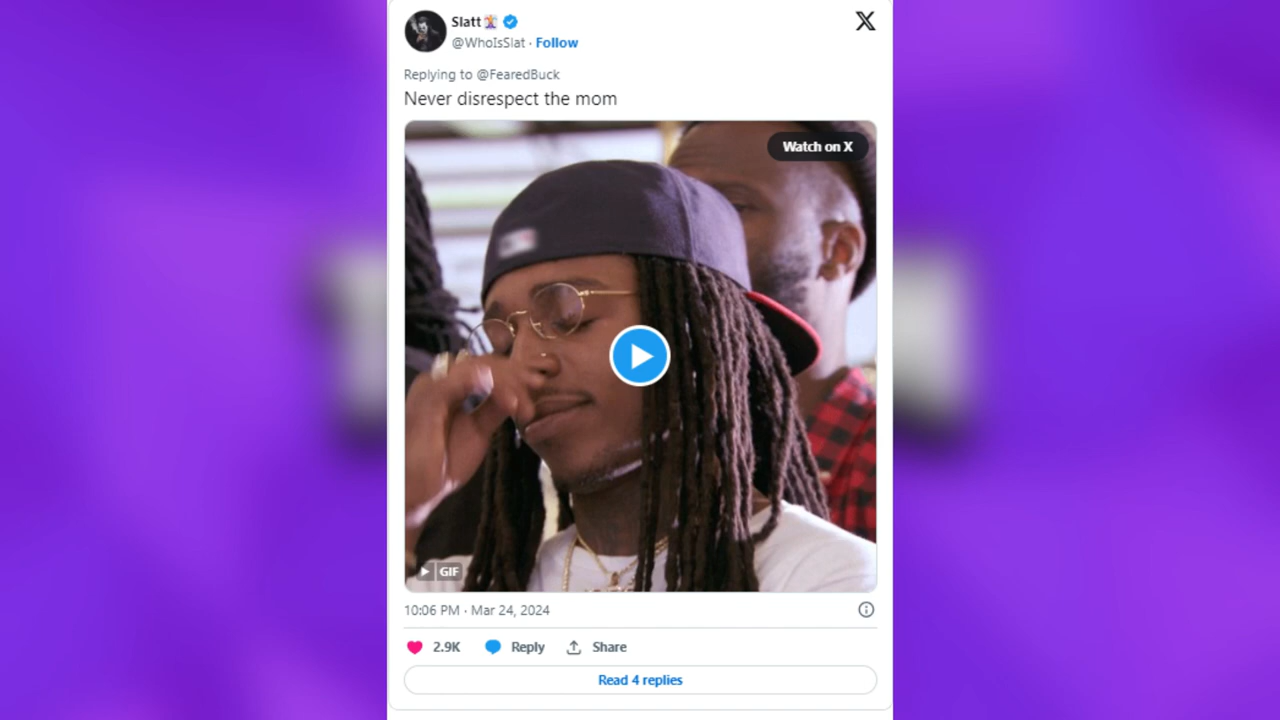 Slatt
@WhoIsSlat · Follow
Replying to @FearedBuck
Never disrespect the mom
Watch on X
GIF
10:06 PM · Mar 24, 2024
2.9K Reply Share
Read 4 replies